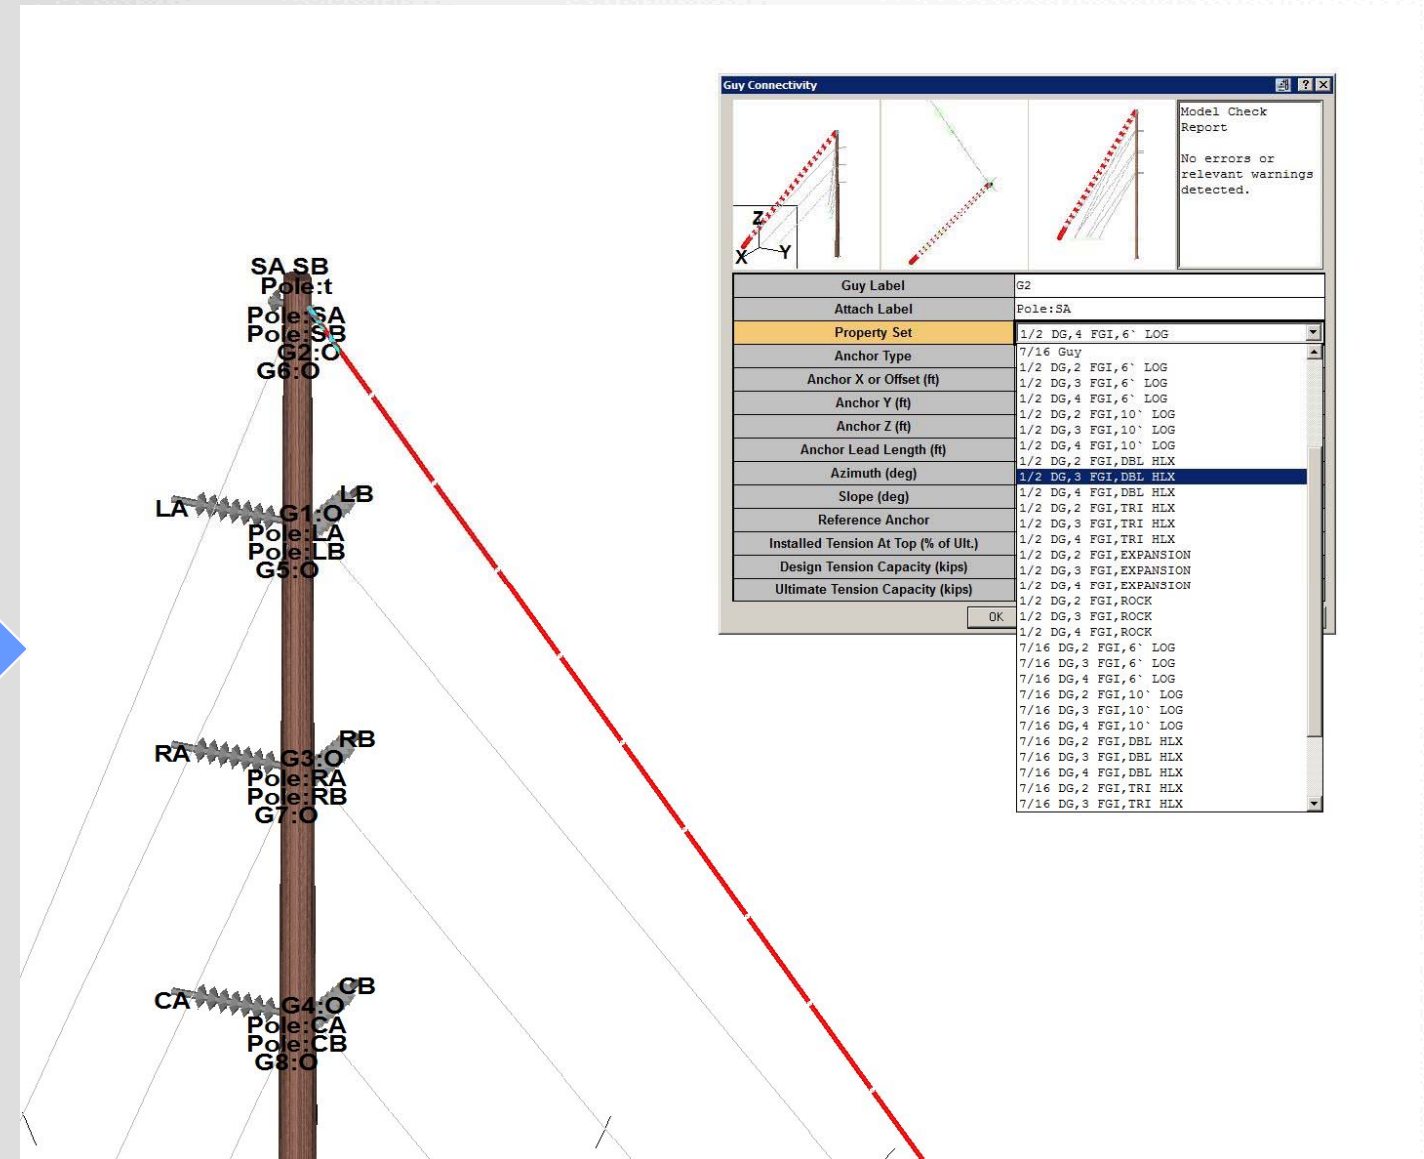 SA SB
Pole:t
Pole:SA
Pole:SB
G2:O
G6:O
LA
LB
G1:O
Pole:LA
Pole:LB
G5:O
RA
RB
G3:O
Pole:RA
Pole:RB
G7:O
CA
CB
G4:O
Pole:CA
Pole:CB
G8:O
Guy Connectivity
Z
X
Y
Model Check
Report
No errors or
relevant warnings
detected.
Guy Label G2
Attach Label Pole:SA
Property Set 1/2 DG,4 FGI,6` LOG
Anchor Type
Anchor X or Offset (ft)
Anchor Y (ft)
Anchor Z (ft)
Anchor Lead Length (ft)
Azimuth (deg)
Slope (deg)
Reference Anchor
Installed Tension At Top (% of Ult.)
Design Tension Capacity (kips)
Ultimate Tension Capacity (kips)
OK
7/16 Guy
1/2 DG,2 FGI,6` LOG
1/2 DG,3 FGI,6` LOG
1/2 DG,4 FGI,6` LOG
1/2 DG,2 FGI,10` LOG
1/2 DG,3 FGI,10` LOG
1/2 DG,4 FGI,10` LOG
1/2 DG,2 FGI,DBL HLX
1/2 DG,3 FGI,DBL HLX
1/2 DG,4 FGI,DBL HLX
1/2 DG,2 FGI,TRI HLX
1/2 DG,3 FGI,TRI HLX
1/2 DG,4 FGI,TRI HLX
1/2 DG,2 FGI,EXPANSION
1/2 DG,3 FGI,EXPANSION
1/2 DG,4 FGI,EXPANSION
1/2 DG,2 FGI,ROCK
1/2 DG,3 FGI,ROCK
1/2 DG,4 FGI,ROCK
7/16 DG,2 FGI,6` LOG
7/16 DG,3 FGI,6` LOG
7/16 DG,4 FGI,6` LOG
7/16 DG,2 FGI,10` LOG
7/16 DG,3 FGI,10` LOG
7/16 DG,4 FGI,10` LOG
7/16 DG,2 FGI,DBL HLX
7/16 DG,3 FGI,DBL HLX
7/16 DG,4 FGI,DBL HLX
7/16 DG,2 FGI,TRI HLX
7/16 DG,3 FGI,TRI HLX